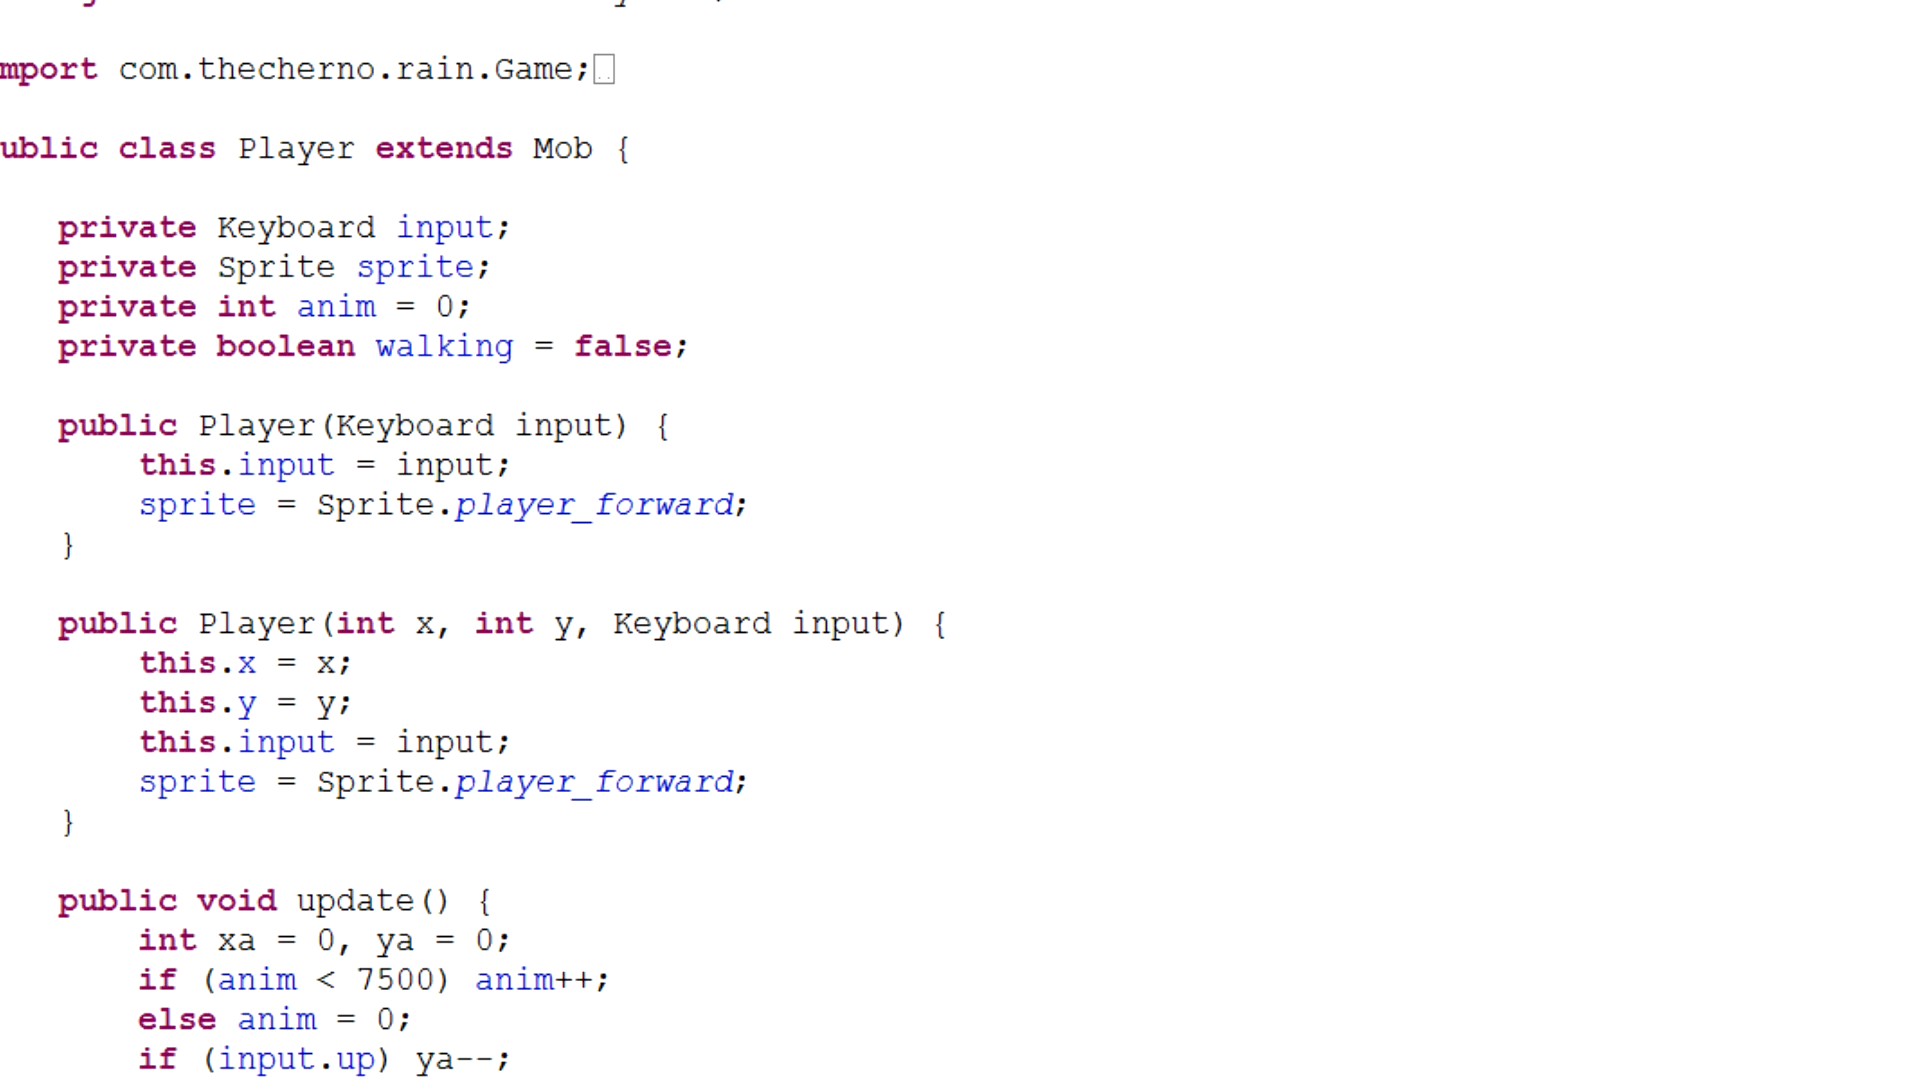 mport com.thecherno.rain.Game;
ublic class Player extends Mob {
private Keyboard input;
private Sprite sprite;
private int anim = 0;
private boolean walking = false;
public Player(Keyboard input) {
this.input = input;
sprite = Sprite.player_forward;
}
public Player(int x, int y, Keyboard input) {
this.x = x;
this.y = y;
this.input = input;
sprite = Sprite.player_forward;
}
public void update() {
int xa = 0, ya = 0;
if (anim < 7500) anim++;
else anim = 0;
if (input.up) ya--;